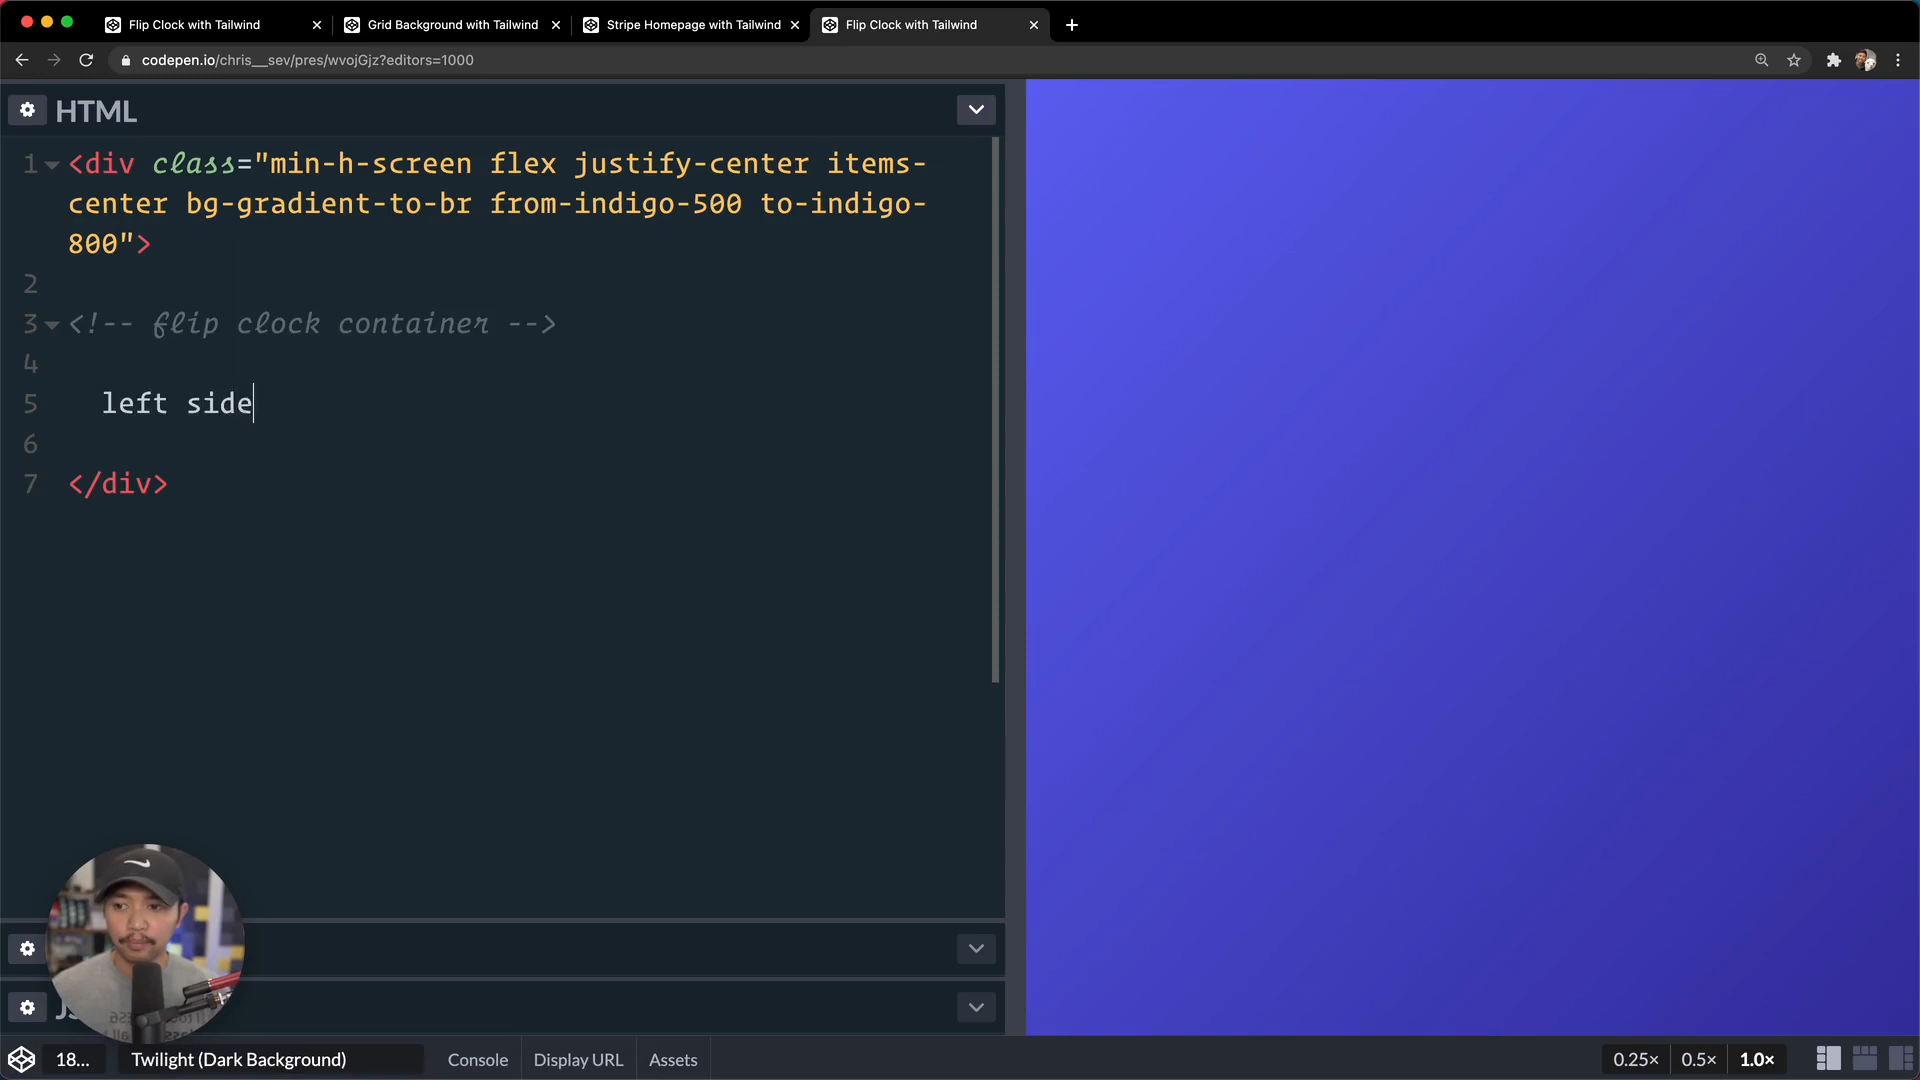 Flip Clock with Tailwind
Grid Background with Tailwind
Stripe Homepage with Tailwind
Flip Clock with Tailwind
codepen.io/chris__sev/pres/wvojGjz?editors=1000
HTML
1 <div class="min-h-screen flex justify-center items-
center bg-gradient-to-br from-indigo-500 to-indigo-
800">
2
3 <!-- flip clock container -->
4
5 left side
6
7 </div>
18...
Twilight (Dark Background)
Console
Display URL
Assets
0.25×
0.5×
1.0×